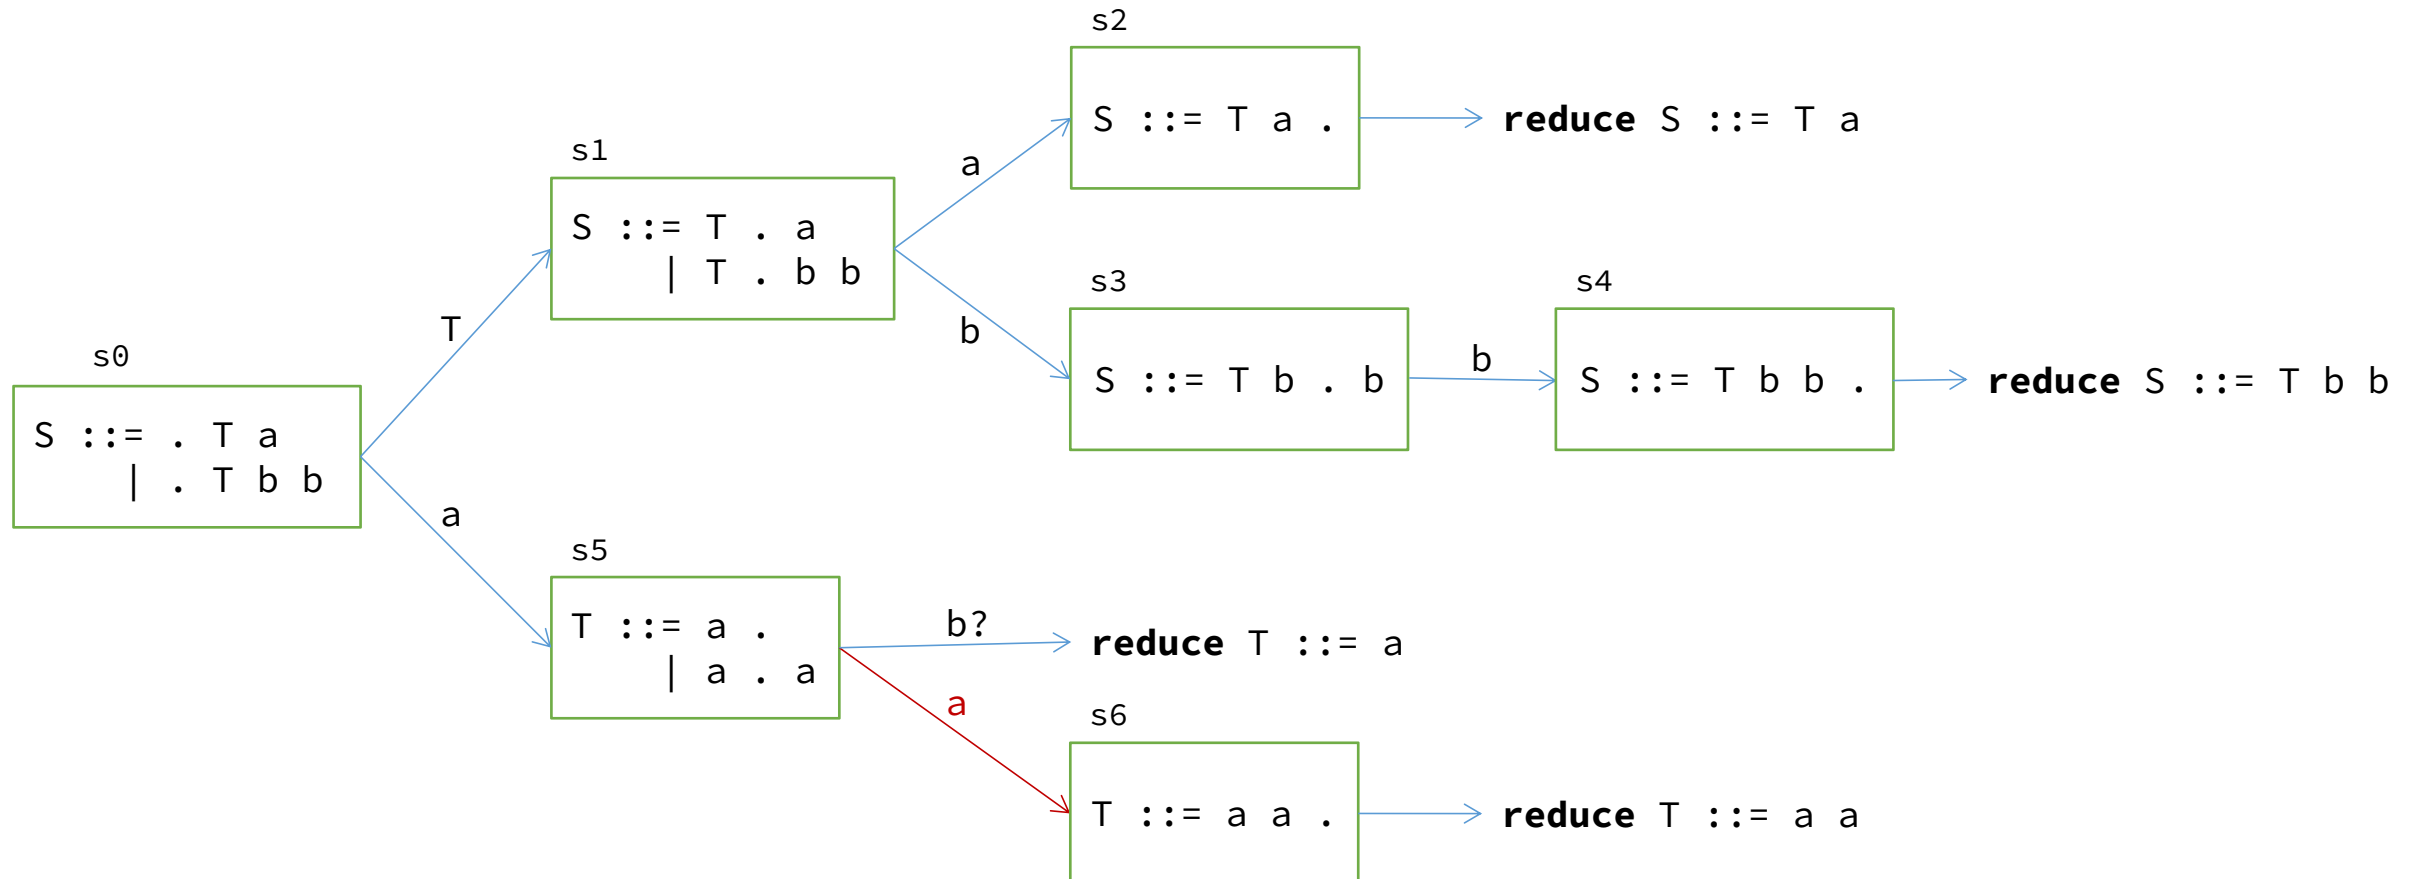 s2
S ::= T a .
reduce S ::= T a
s1
S ::= T . a
| T . b b
a
b
s3
S ::= T b . b
b
s4
S ::= T b b .
reduce S ::= T b b
T
s0
S ::= . T a
| . T b b
a
s5
T ::= a .
| a . a
b?
reduce T ::= a
a
s6
T ::= a a .
reduce T ::= a a